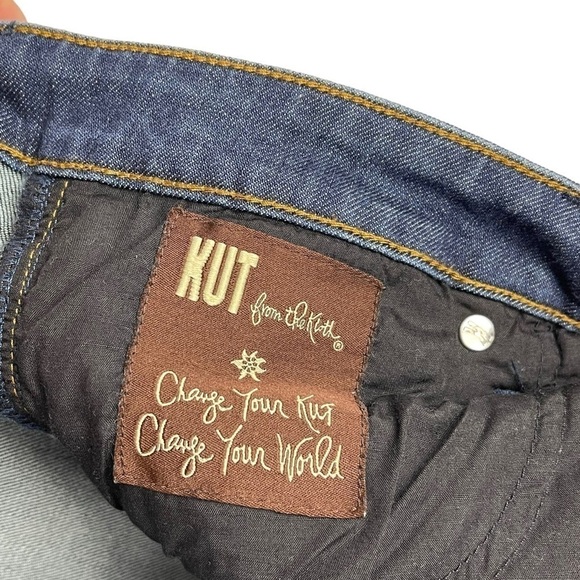 KUT
from the Kloth®
Change Your Kut
Change Your World